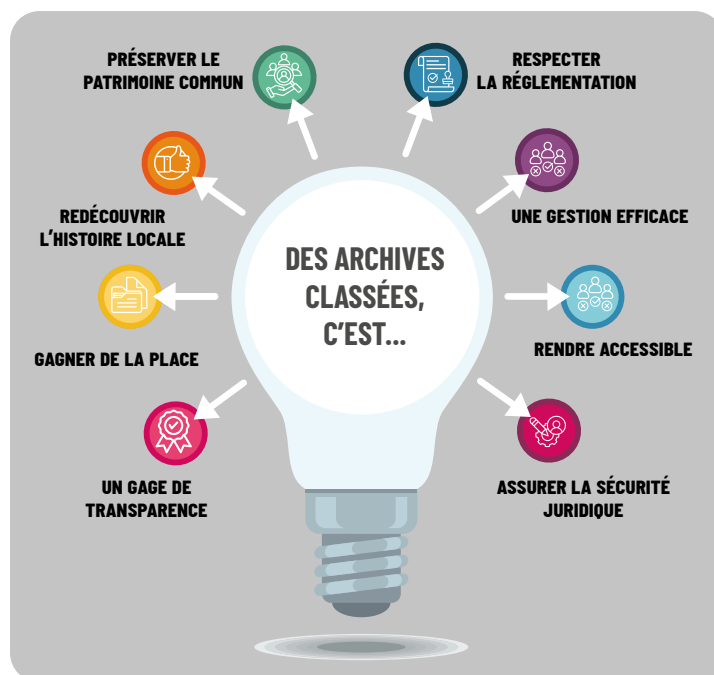 PRÉSERVER LE
PATRIMOINE COMMUN
RESPECTER
LA RÉGLEMENTATION
REDÉCOUVRIR
L'HISTOIRE LOCALE
UNE GESTION EFFICACE
DES ARCHIVES
CLASSÉES,
C'EST...
GAGNER DE LA PLACE
RENDRE ACCESSIBLE
UN GAGE DE
TRANSPARENCE
ASSURER LA SÉCURITÉ
JURIDIQUE